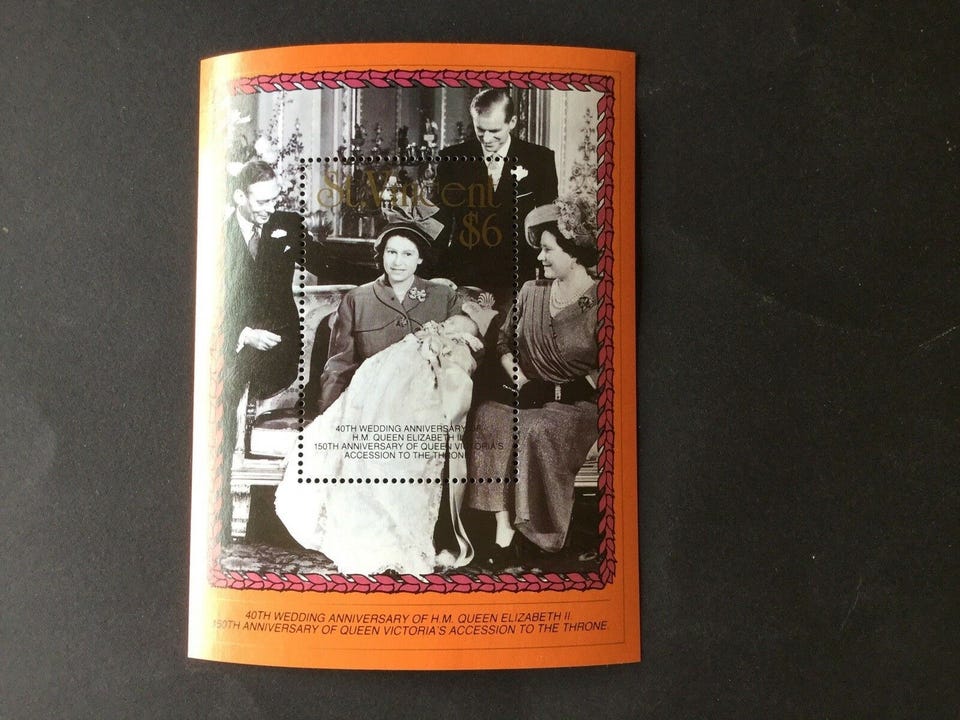 St. Vincent
$6
40TH WEDDING ANNIVERSARY OF
H.M. QUEEN ELIZABETH II
150TH ANNIVERSARY OF QUEEN VICTORIA'S
ACCESSION TO THE THRONE
40TH WEDDING ANNIVERSARY OF H.M. QUEEN ELIZABETH II.
150TH ANNIVERSARY OF QUEEN VICTORIA'S ACCESSION TO THE THRONE.